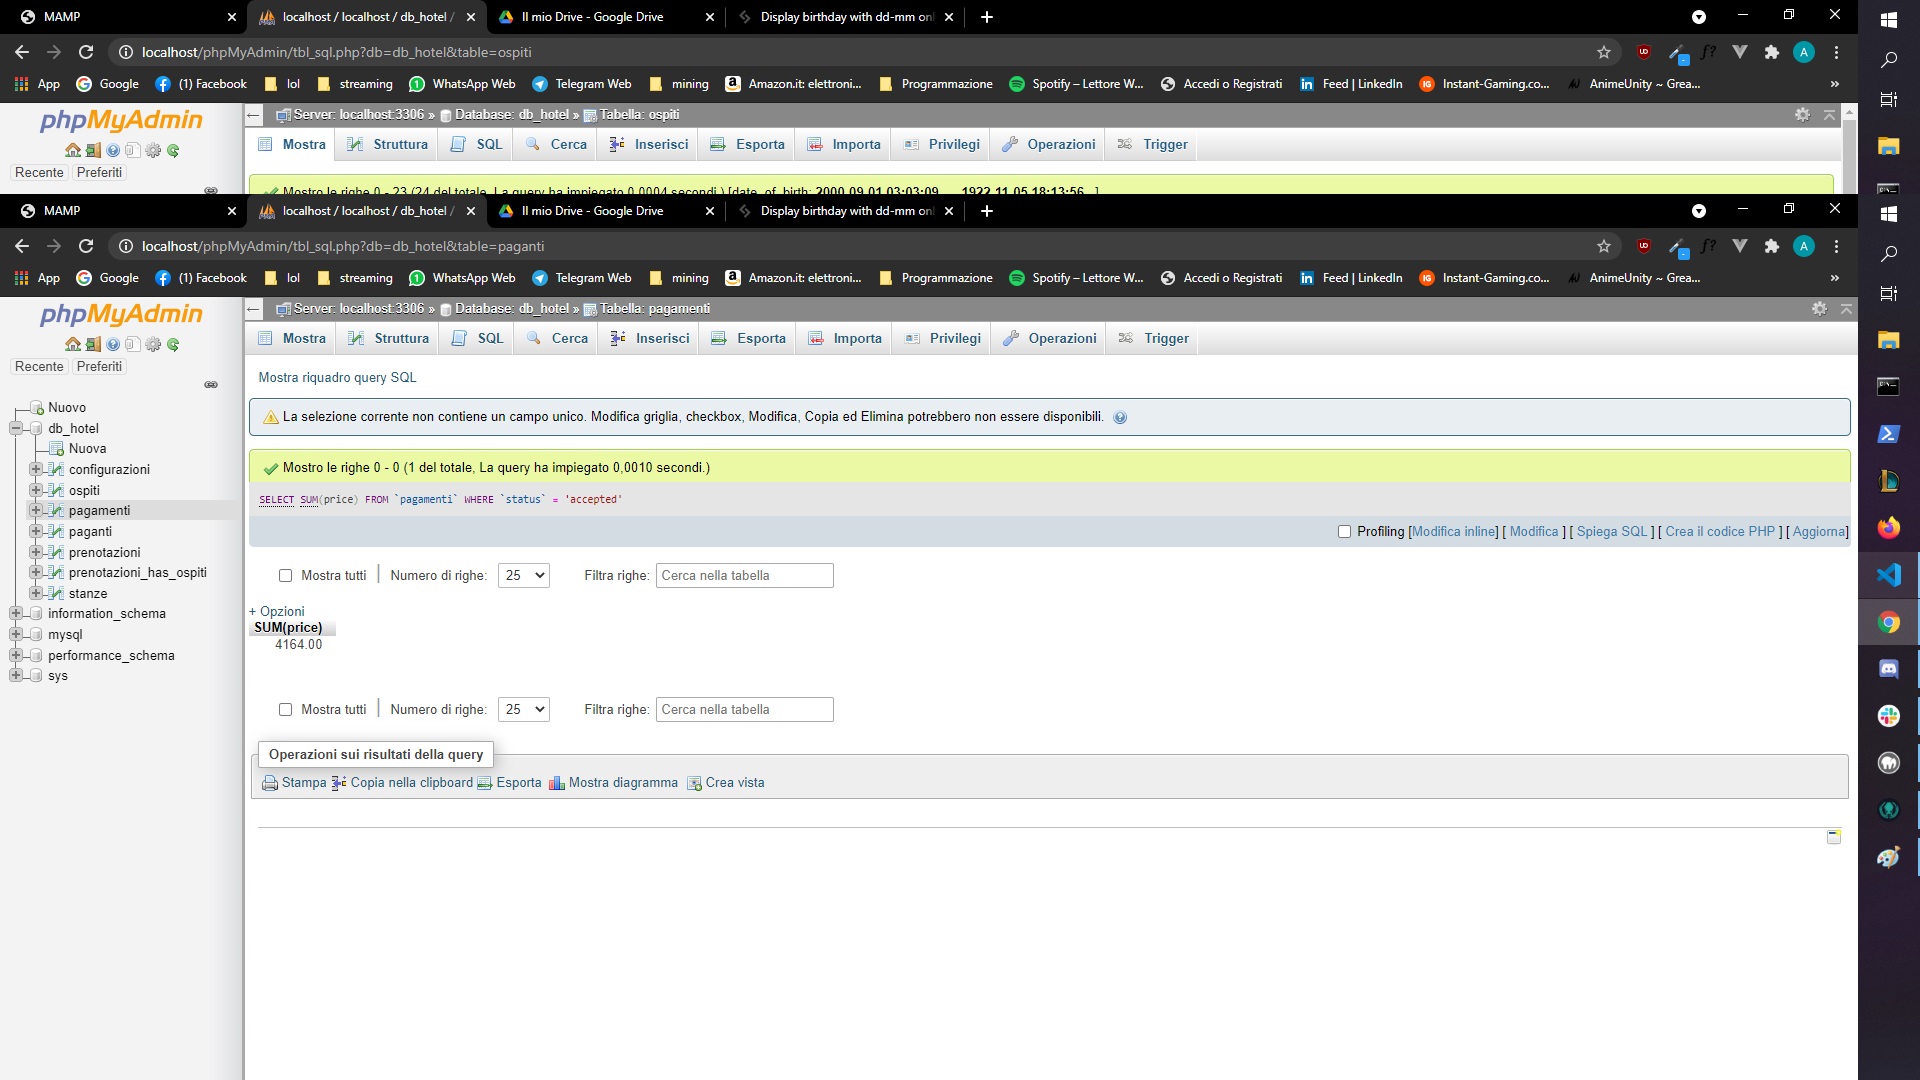 MAMP
localhost / localhost / db_hotel /
Il mio Drive - Google Drive
Display birthday with dd-mm onl
localhost/phpMyAdmin/tbl_sql.php?db=db_hotel&table=ospiti
App Google (1) Facebook lol streaming WhatsApp Web Telegram Web mining Amazon.it: elettroni... Programmazione Spotify – Lettore W... Accedi o Registrati Feed | LinkedIn Instant-Gaming.co... AnimeUnity ~ Grea... »
phpMyAdmin
Recente Preferiti
Server: localhost:3306 » Database: db_hotel » Tabella: ospiti
Mostra Struttura SQL Cerca Inserisci Esporta Importa Privilegi Operazioni Trigger
Mostro le righe 0 - 23 (24 del totale, La query ha impiegato 0,0004 secondi.) [date_of_birth: 2000-09-01 03:03:09... - 1922-11-05 18:13:56...]
MAMP
localhost / localhost / db_hotel /
Il mio Drive - Google Drive
Display birthday with dd-mm onl
localhost/phpMyAdmin/tbl_sql.php?db=db_hotel&table=paganti
App Google (1) Facebook lol streaming WhatsApp Web Telegram Web mining Amazon.it: elettroni... Programmazione Spotify – Lettore W... Accedi o Registrati Feed | LinkedIn Instant-Gaming.co... AnimeUnity ~ Grea... »
phpMyAdmin
Recente Preferiti
Nuovo
db_hotel
Nuova
configurazioni
ospiti
pagamenti
paganti
prenotazioni
prenotazioni_has_ospiti
stanze
information_schema
mysql
performance_schema
sys
Server: localhost:3306 » Database: db_hotel » Tabella: pagamenti
Mostra Struttura SQL Cerca Inserisci Esporta Importa Privilegi Operazioni Trigger
Mostra riquadro query SQL
La selezione corrente non contiene un campo unico. Modifica griglia, checkbox, Modifica, Copia ed Elimina potrebbero non essere disponibili.
Mostro le righe 0 - 0 (1 del totale, La query ha impiegato 0,0010 secondi.)
SELECT SUM(price) FROM `pagamenti` WHERE `status` = 'accepted'
Profiling [Modifica inline] [ Modifica ] [ Spiega SQL ] [ Crea il codice PHP ] [ Aggiorna]
Mostra tutti | Numero di righe: 25 Filtra righe: Cerca nella tabella
+ Opzioni
SUM(price)
4164.00
Mostra tutti | Numero di righe: 25 Filtra righe: Cerca nella tabella
Operazioni sui risultati della query
Stampa Copia nella clipboard Esporta Mostra diagramma Crea vista